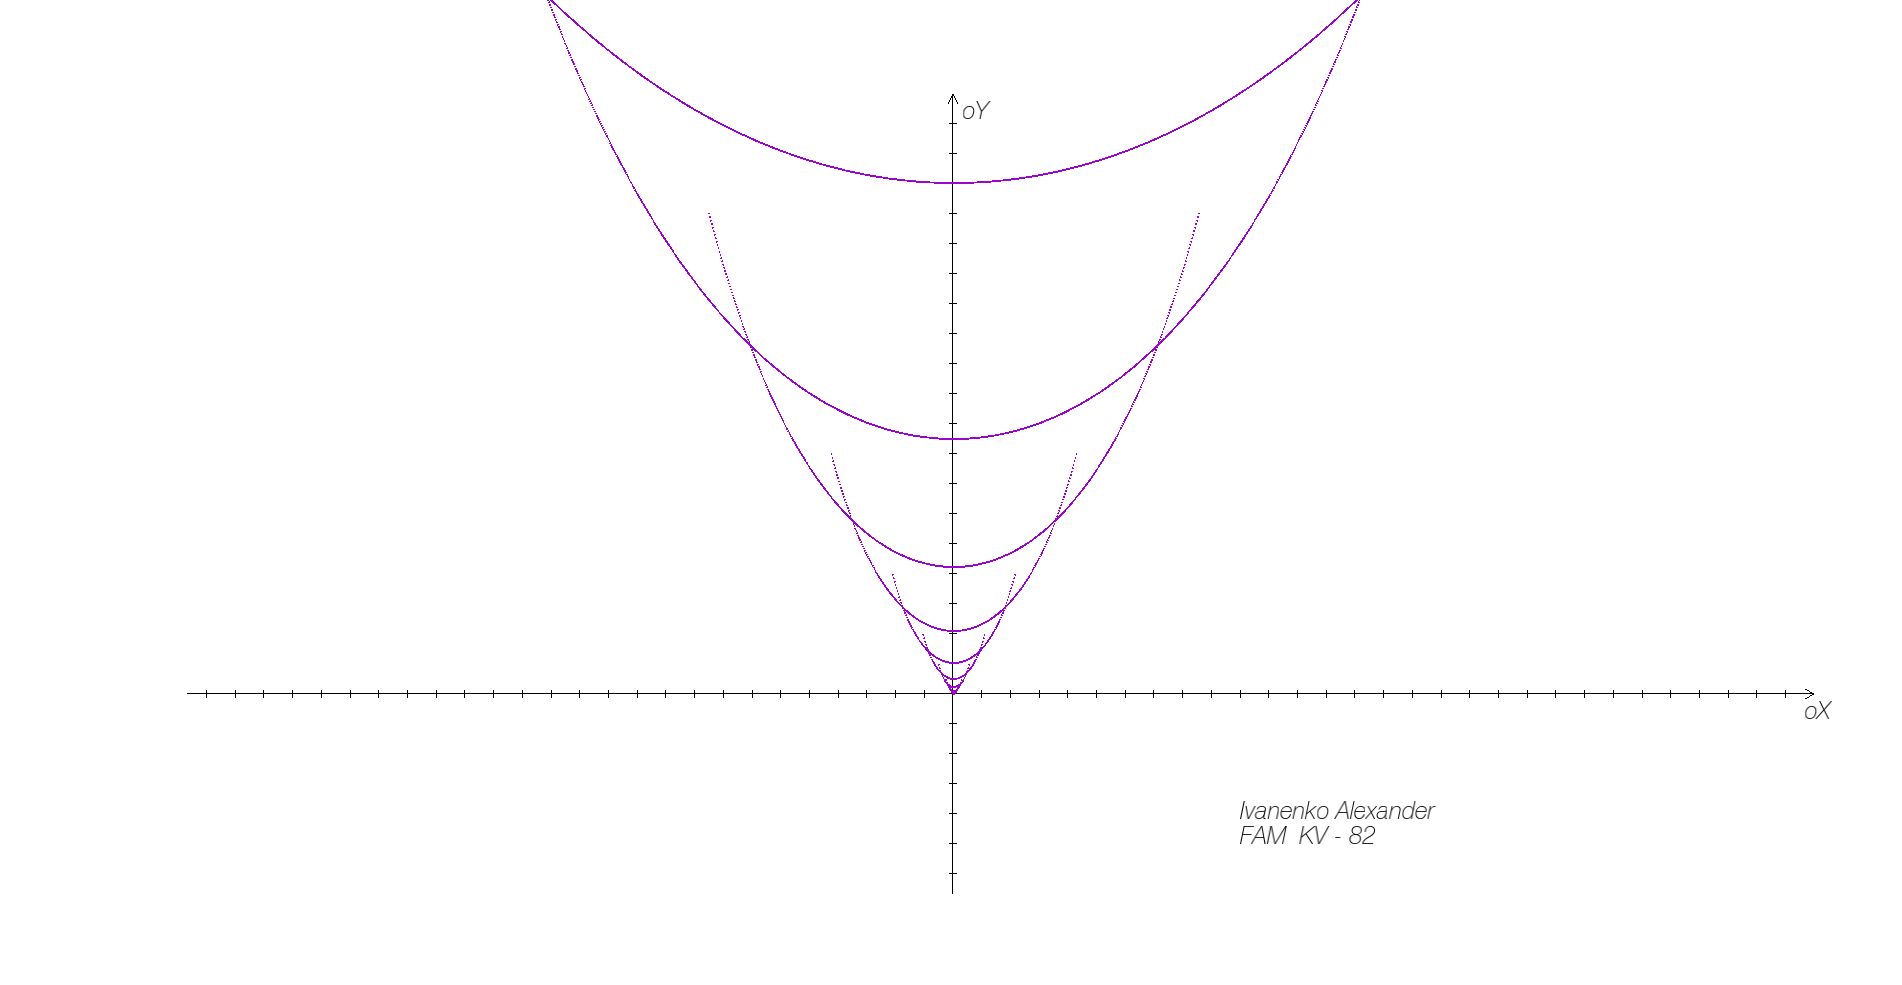 oY
oX
Ivanenko Alexander
FAM KV - 82